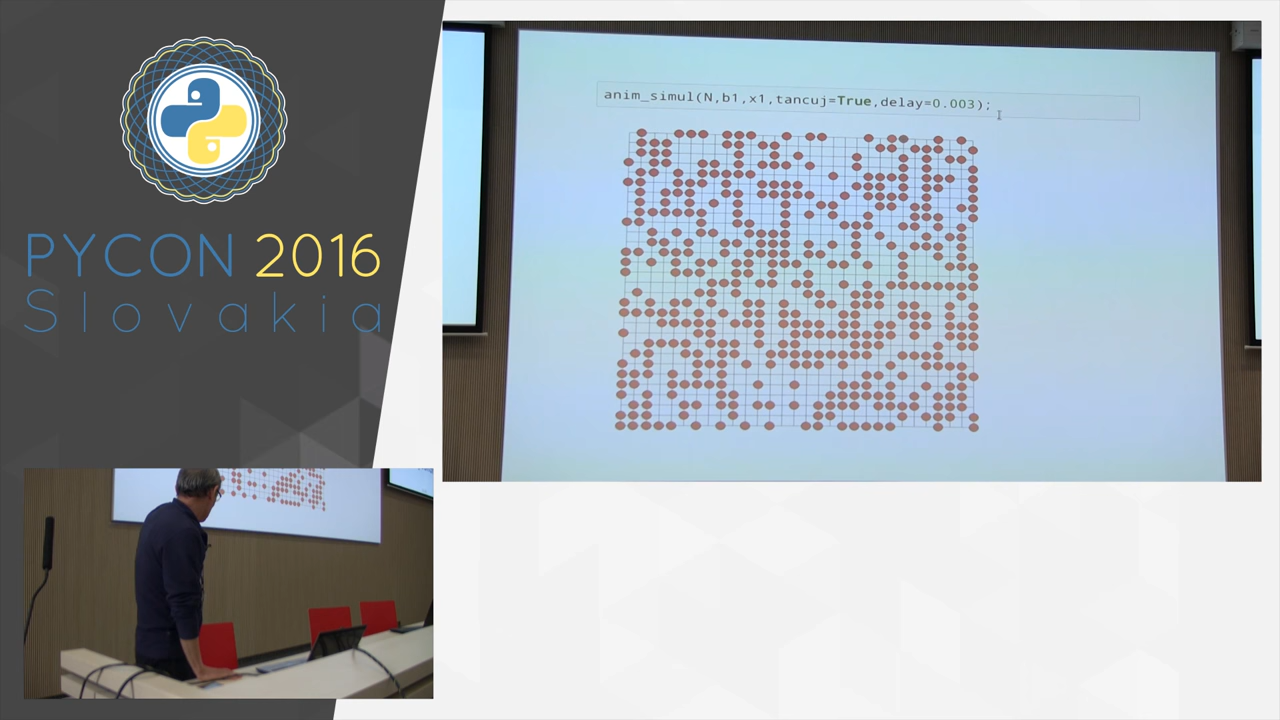 PYCON 2016
Slovakia
anim_simul(N,b1,x1,tancuj=True,delay=0.003);